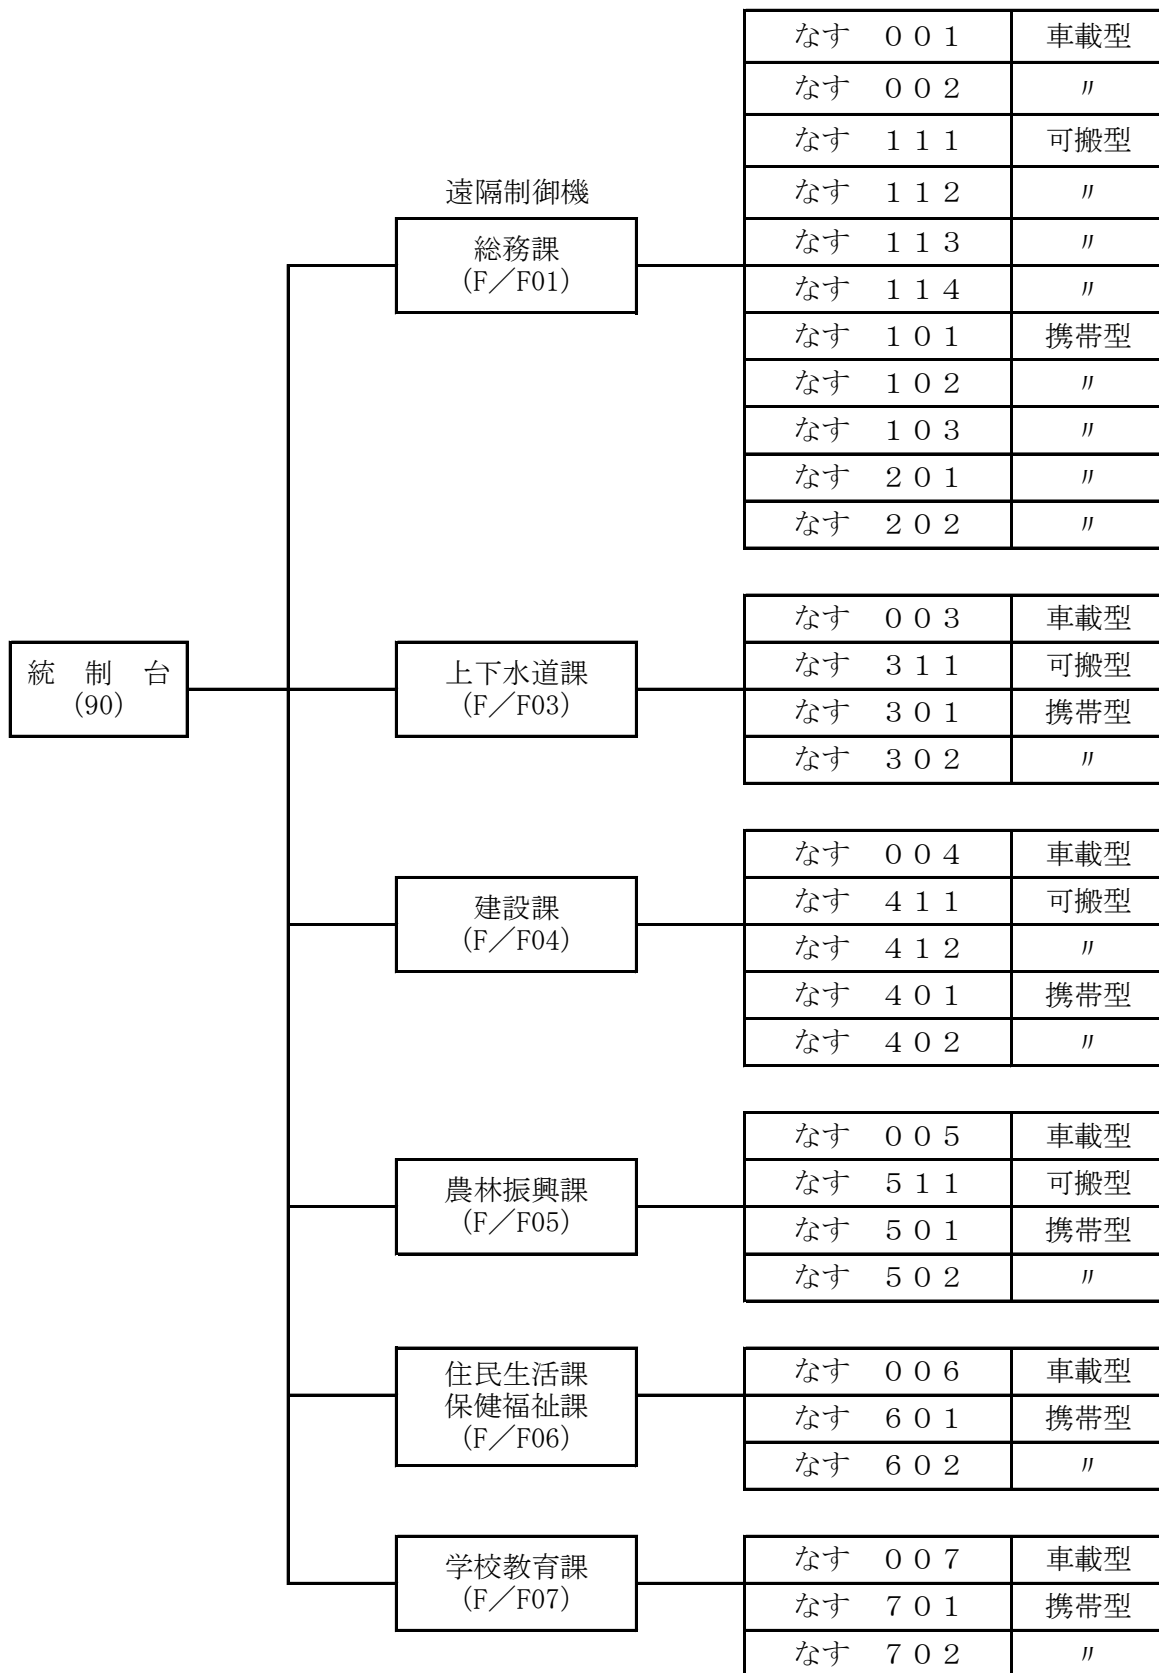 なす ００１ 車載型
なす ００２ 〃
なす １１１ 可搬型
なす １１２ 〃
なす １１３ 〃
なす １１４ 〃
なす １０１ 携帯型
なす １０２ 〃
なす １０３ 〃
なす ２０１ 〃
なす ２０２ 〃
遠隔制御機
総務課
(F／F01)
統 制 台
(90)
上下水道課
(F／F03)
なす ００３ 車載型
なす ３１１ 可搬型
なす ３０１ 携帯型
なす ３０２ 〃
建設課
(F／F04)
なす ００４ 車載型
なす ４１１ 可搬型
なす ４１２ 〃
なす ４０１ 携帯型
なす ４０２ 〃
農林振興課
(F／F05)
なす ００５ 車載型
なす ５１１ 可搬型
なす ５０１ 携帯型
なす ５０２ 〃
住民生活課
保健福祉課
(F／F06)
なす ００６ 車載型
なす ６０１ 携帯型
なす ６０２ 〃
学校教育課
(F／F07)
なす ００７ 車載型
なす ７０１ 携帯型
なす ７０２ 〃